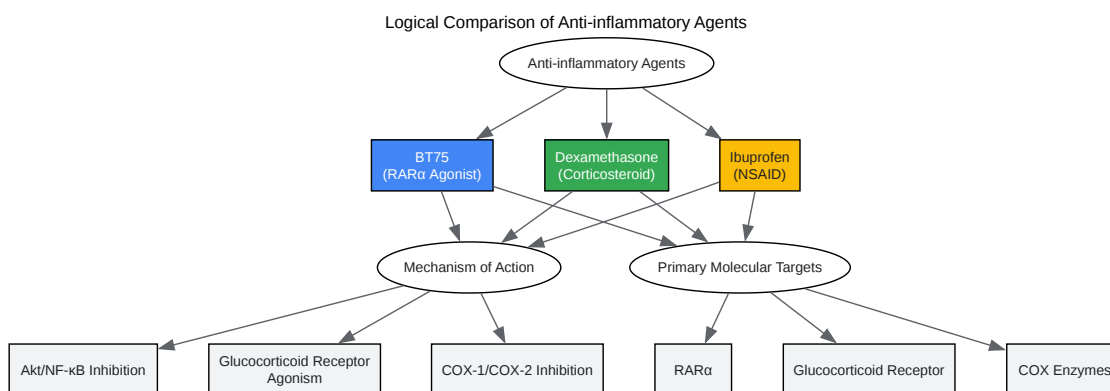 Logical Comparison of Anti-inflammatory Agents
Anti-inflammatory Agents
BT75
(RARα Agonist)
Dexamethasone
(Corticosteroid)
Ibuprofen
(NSAID)
Mechanism of Action
Primary Molecular Targets
Akt/NF-κB Inhibition
Glucocorticoid Receptor
Agonism
COX-1/COX-2 Inhibition
RARα
Glucocorticoid Receptor
COX Enzymes